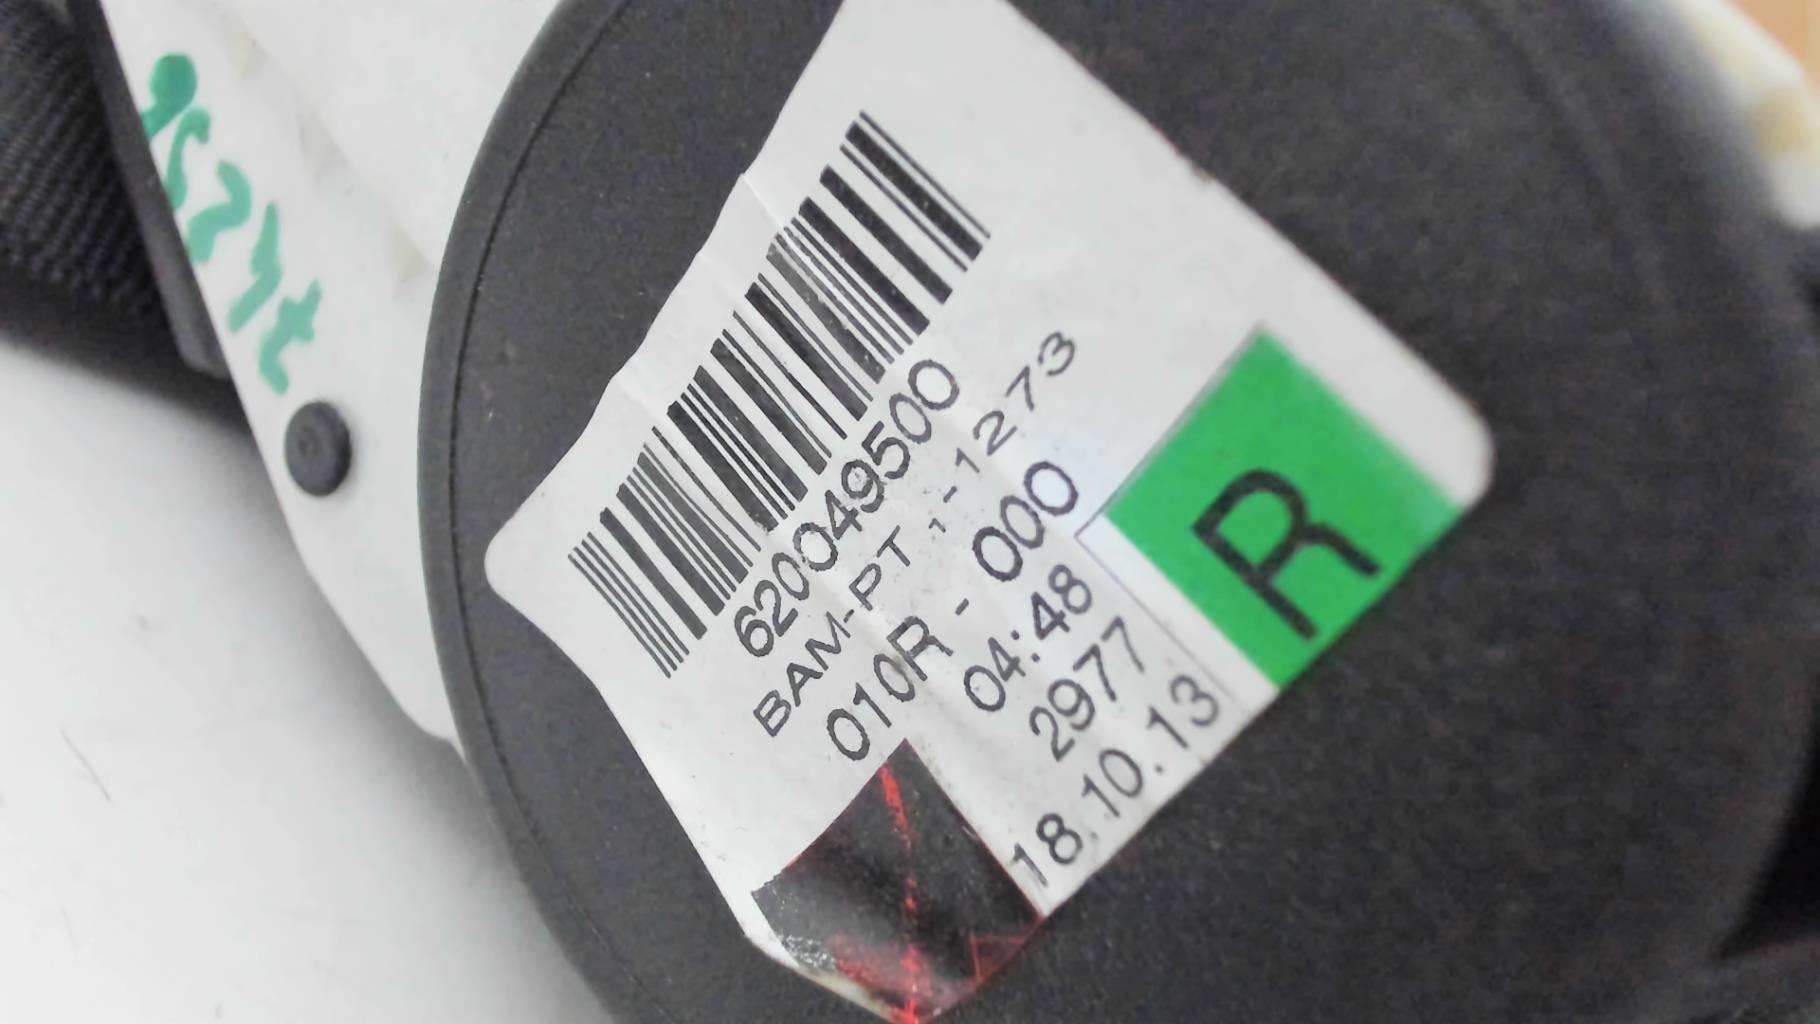 620049500
BAM-PT 1-1273
010R - 000
04:48
2977
18.10.13
R